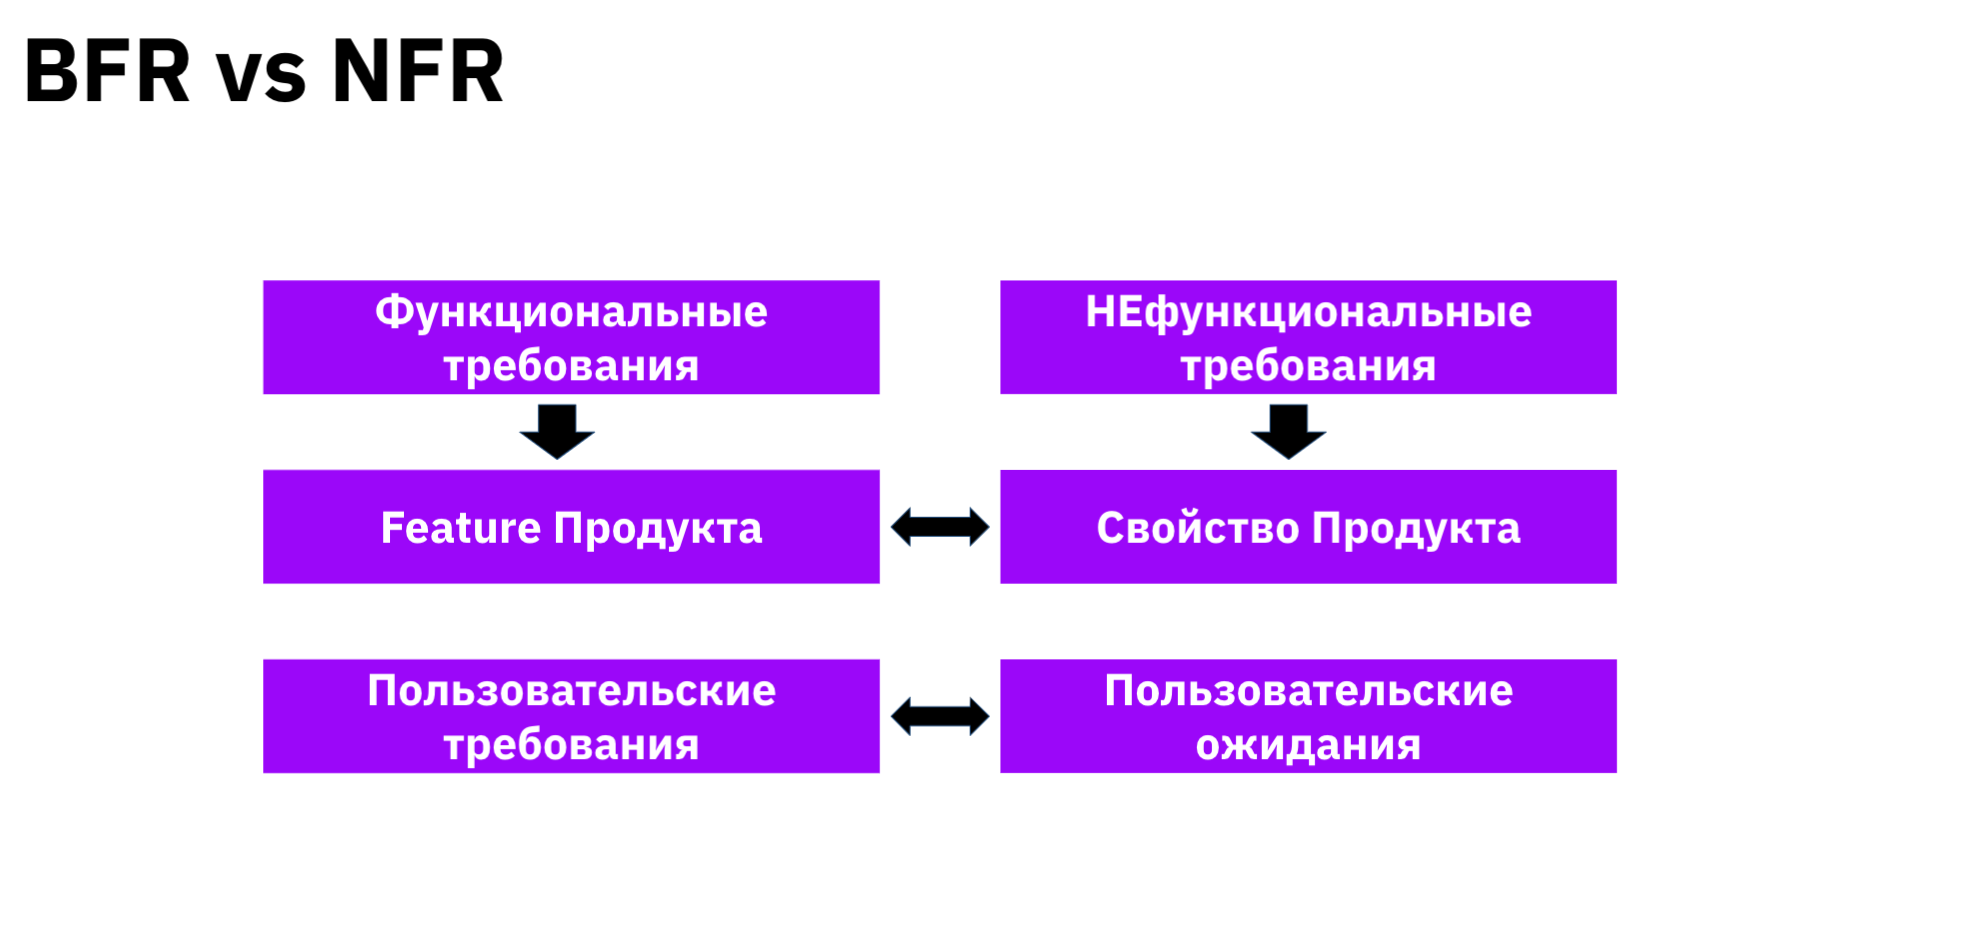 BFR vs NFR
Функциональные
требования
НЕфункциональные
требования
Feature Продукта
Свойство Продукта
Пользовательские
требования
Пользовательские
ожидания